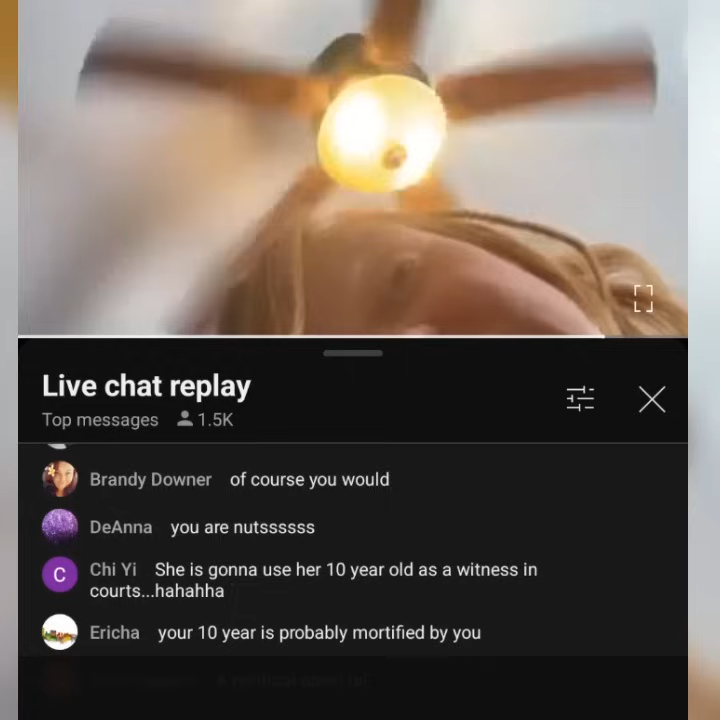 Live chat replay
Top messages 1.5K
Brandy Downer of course you would
DeAnna you are nutssssss
C Chi Yi She is gonna use her 10 year old as a witness in
courts...hahahha
Ericha your 10 year is probably mortified by you